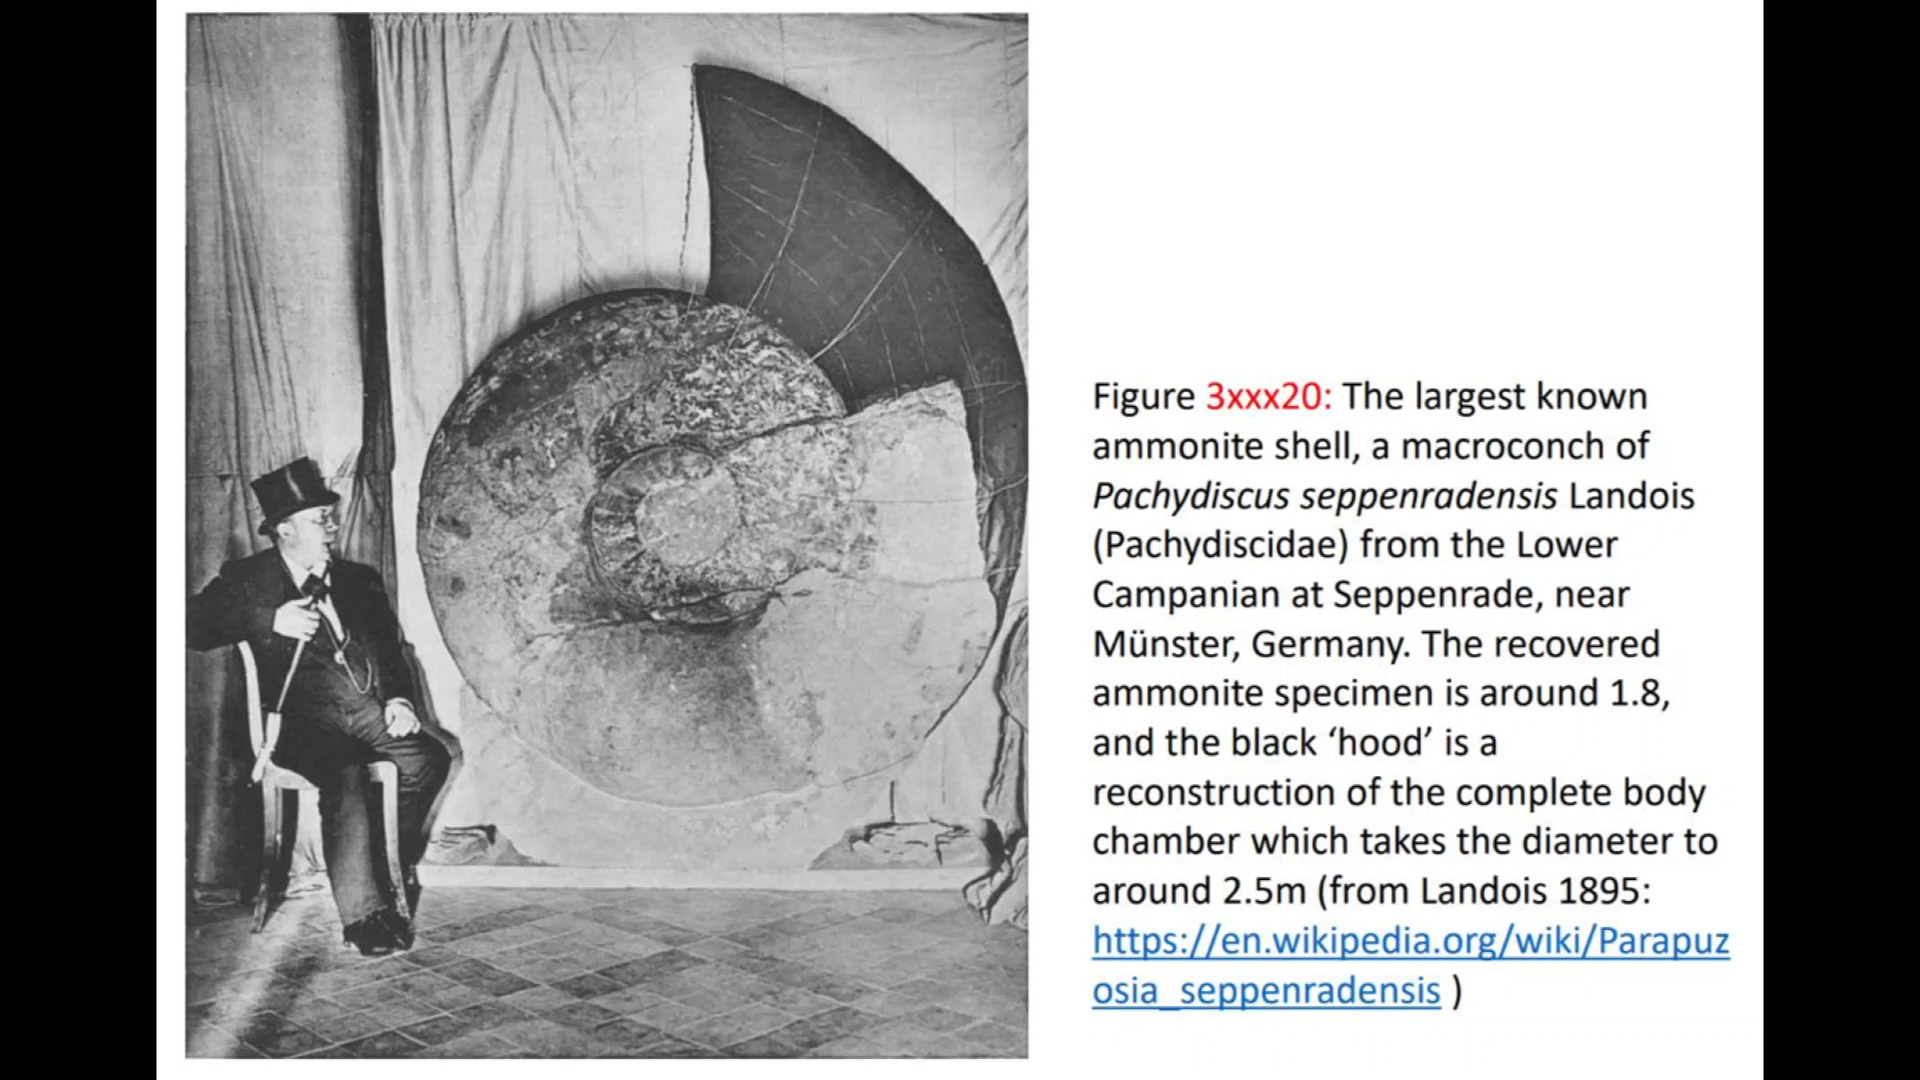 Figure 3xxx20: The largest known
ammonite shell, a macroconch of
Pachydiscus seppenradensis Landois
(Pachydiscidae) from the Lower
Campanian at Seppenrade, near
Münster, Germany. The recovered
ammonite specimen is around 1.8,
and the black ‘hood’ is a
reconstruction of the complete body
chamber which takes the diameter to
around 2.5m (from Landois 1895:
https://en.wikipedia.org/wiki/Parapuz
osia_seppenradensis )